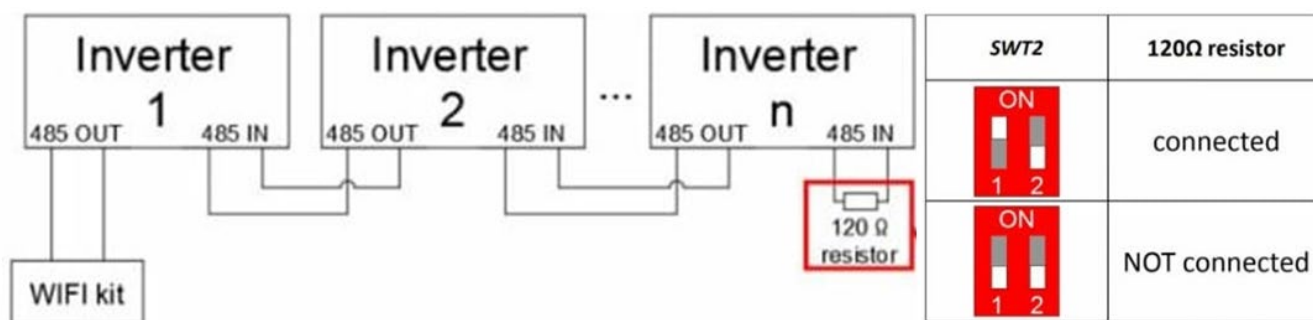 Inverter
1
485 OUT 485 IN
Inverter
2
485 OUT 485 IN
...
Inverter
n
485 OUT 485 IN
120 Ω
resistor
WIFI kit
SWT2 120Ω resistor
ON
1 2
connected
ON
1 2
NOT connected